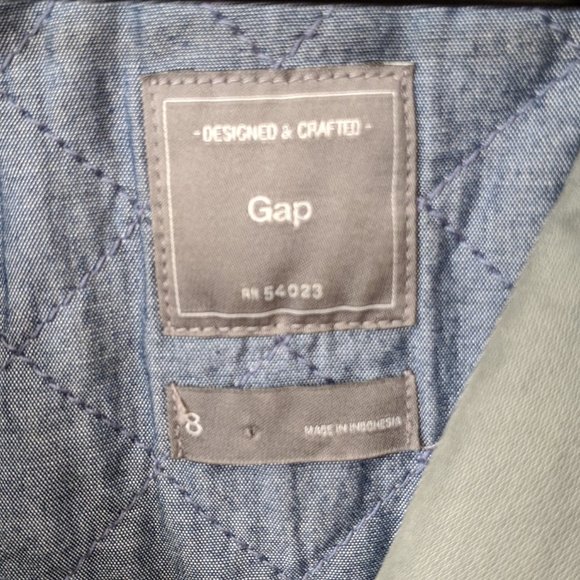 - DESIGNED & CRAFTED -
Gap
RN 54023
8
MADE IN INDONESIA